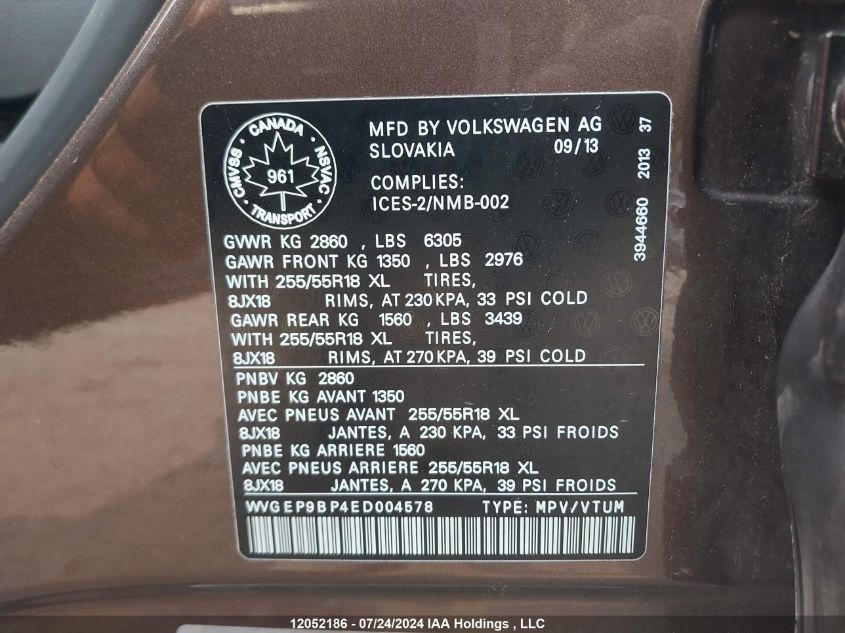 CANADA
CMVSS
NSVAC
961
TRANSPORT
MFD BY VOLKSWAGEN AG
SLOVAKIA 09/13
COMPLIES:
ICES-2/NMB-002
3944660 2013 37
GVWR KG 2860 , LBS 6305
GAWR FRONT KG 1350 , LBS 2976
WITH 255/55R18 XL TIRES,
8JX18 RIMS, AT 230 KPA, 33 PSI COLD
GAWR REAR KG 1560 , LBS 3439
WITH 255/55R18 XL TIRES,
8JX18 RIMS, AT 270 KPA, 39 PSI COLD
PNBV KG 2860
PNBE KG AVANT 1350
AVEC PNEUS AVANT 255/55R18 XL
8JX18 JANTES, A 230 KPA, 33 PSI FROIDS
PNBE KG ARRIERE 1560
AVEC PNEUS ARRIERE 255/55R18 XL
8JX18 JANTES, A 270 KPA, 39 PSI FROIDS
WVGEP9BP4ED004578 TYPE: MPV/VTUM
12052186 - 07/24/2024 IAA Holdings , LLC